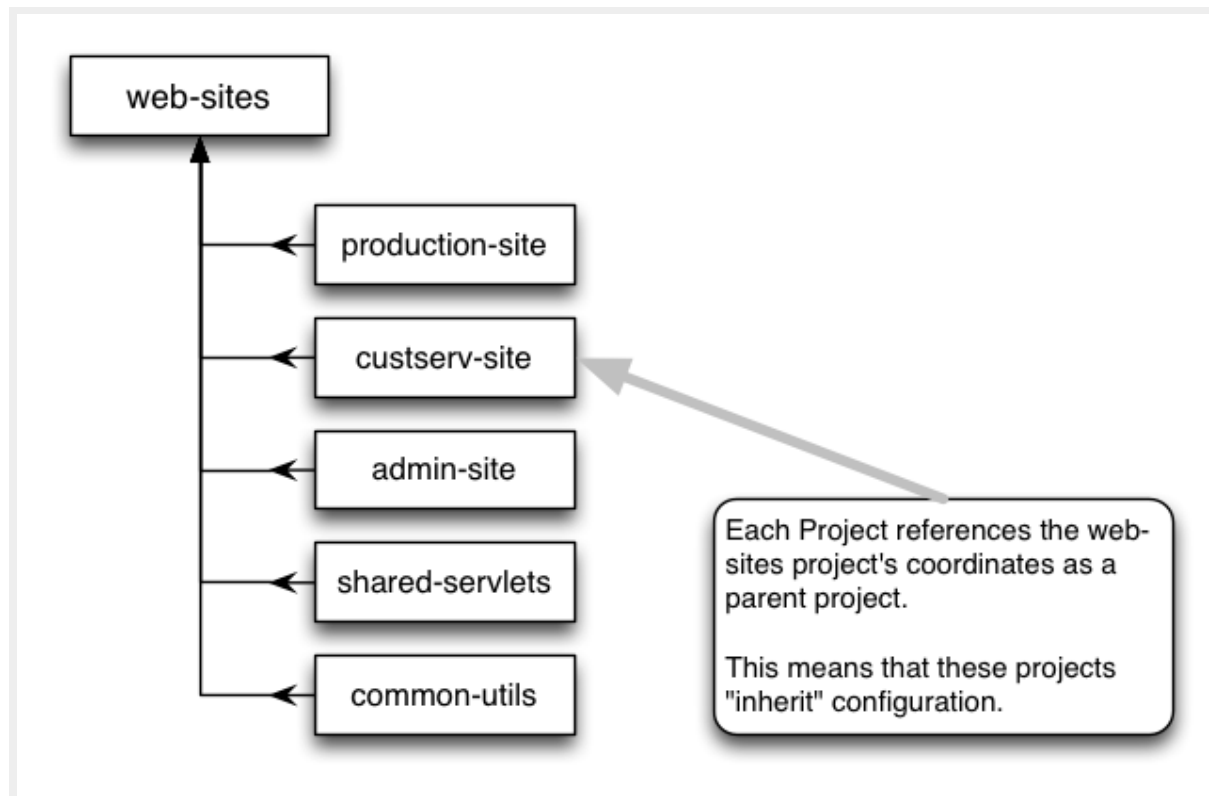 web-sites
production-site
custserv-site
admin-site
shared-servlets
common-utils
Each Project references the web-
sites project's coordinates as a
parent project.
This means that these projects
"inherit" configuration.